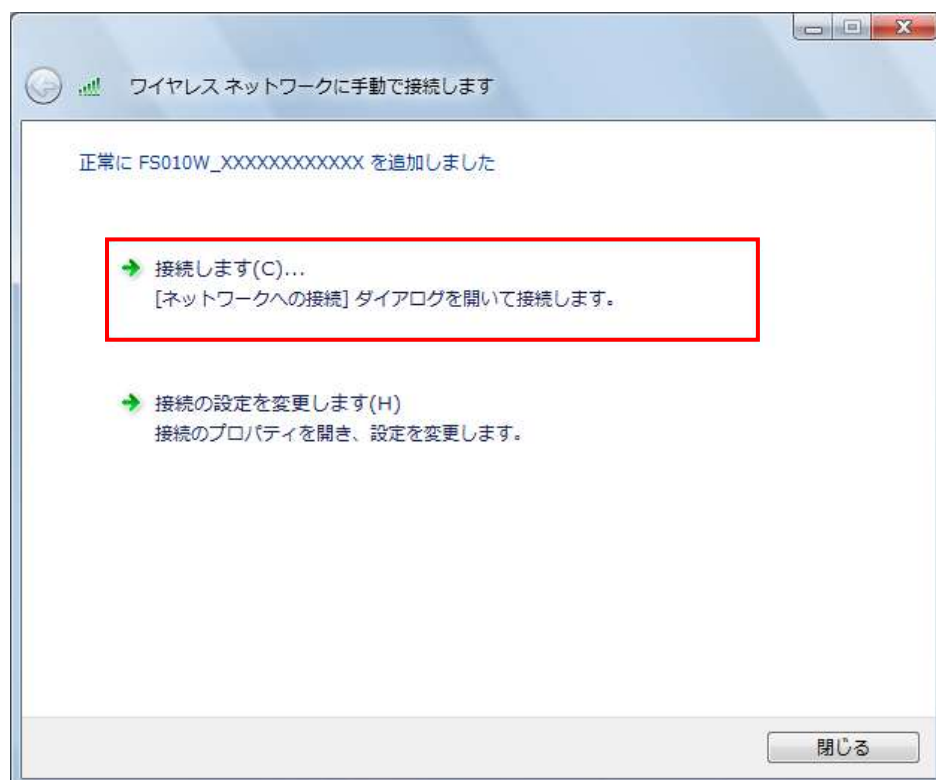 ワイヤレス ネットワークに手動で接続します
正常に FS010W_XXXXXXXXXXXX を追加しました
接続します(C)...
[ネットワークへの接続] ダイアログを開いて接続します。
接続の設定を変更します(H)
接続のプロパティを開き、設定を変更します。
閉じる